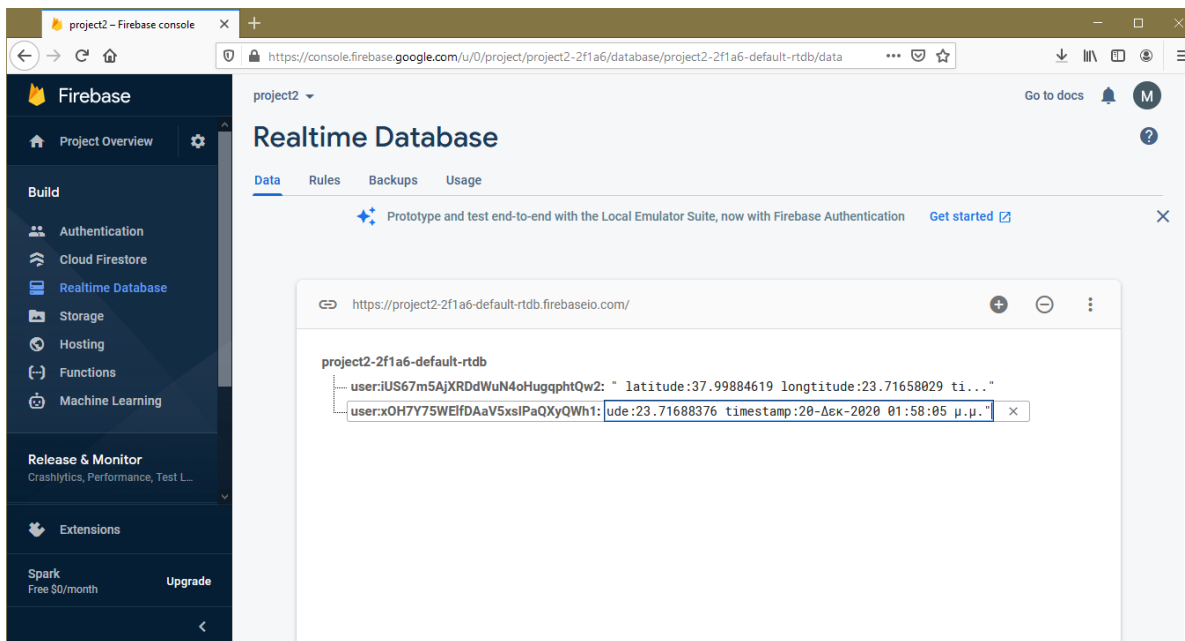 project2 – Firebase console
https://console.firebase.google.com/u/0/project/project2-2f1a6/database/project2-2f1a6-default-rtdb/data
Firebase
project2
Go to docs
M
Project Overview
Realtime Database
Data Rules Backups Usage
Build
Prototype and test end-to-end with the Local Emulator Suite, now with Firebase Authentication Get started
Authentication
Cloud Firestore
Realtime Database
Storage
Hosting
Functions
Machine Learning
Release & Monitor
Crashlytics, Performance, Test L...
Extensions
Spark
Free $0/month
Upgrade
https://project2-2f1a6-default-rtdb.firebaseio.com/
project2-2f1a6-default-rtdb
user:iUS67m5AjXRDdWuN4oHugqphtQw2: " latitude:37.99884619 longtitude:23.71658029 ti..."
user:xOH7Y75WElfDAaV5xsIPaQXyQWh1: ude:23.71688376 timestamp:20-Δεκ-2020 01:58:05 μ.μ."